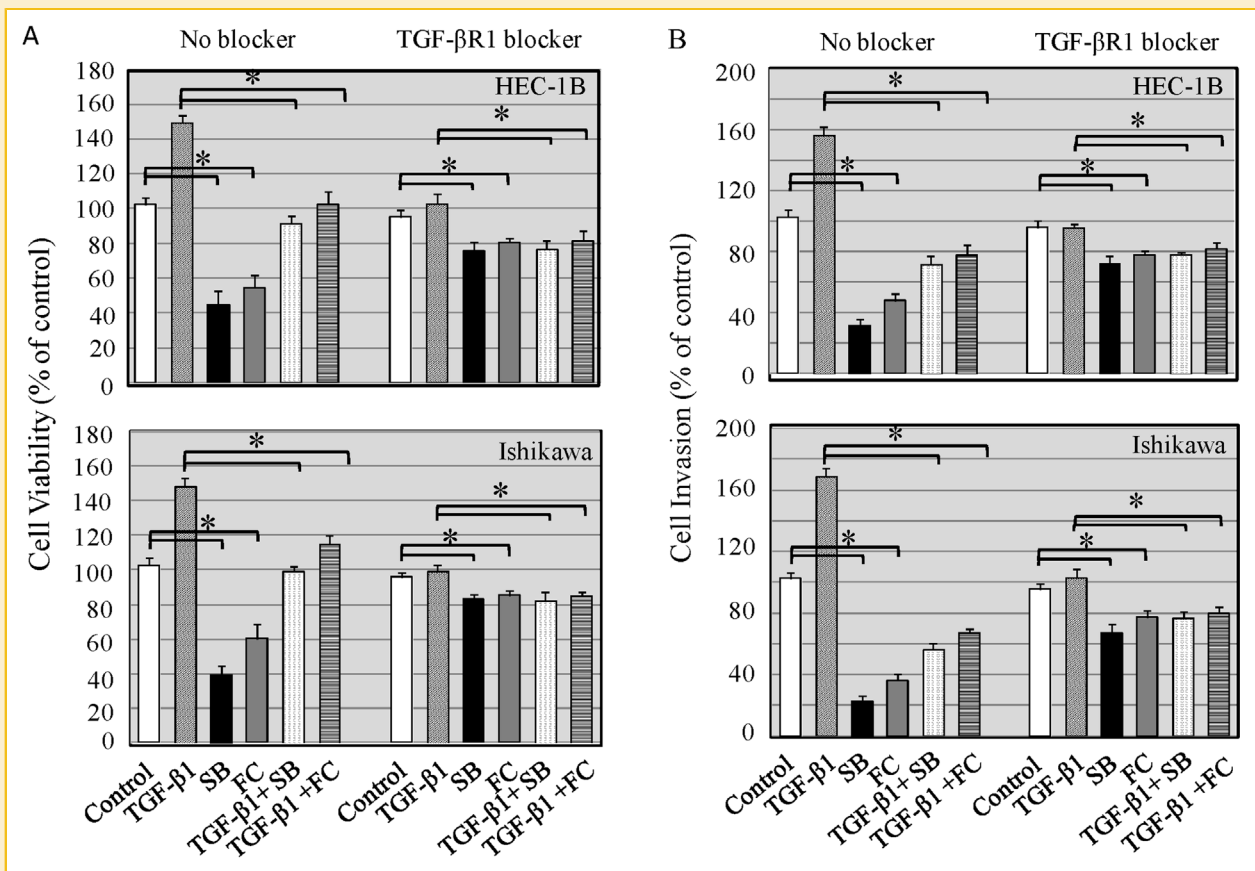 A
No blocker
TGF-βR1 blocker
Cell Viability (% of control)
HEC-1B
180
160
140
120
100
80
60
40
20
0
*
*
*
*
Ishikawa
180
160
140
120
100
80
60
40
20
0
*
*
*
*
Control
TGF-β1
SB
FC
TGF-β1+ SB
TGF-β1 +FC
Control
TGF-β1
SB
FC
TGF-β1+ SB
TGF-β1 +FC
B
No blocker
TGF-βR1 blocker
Cell Invasion (% of control)
HEC-1B
200
160
120
80
40
0
*
*
*
*
Ishikawa
200
160
120
80
40
0
*
*
*
*
Control
TGF-β1
SB
FC
TGF-β1+ SB
TGF-β1 +FC
Control
TGF-β1
SB
FC
TGF-β1+ SB
TGF-β1 +FC